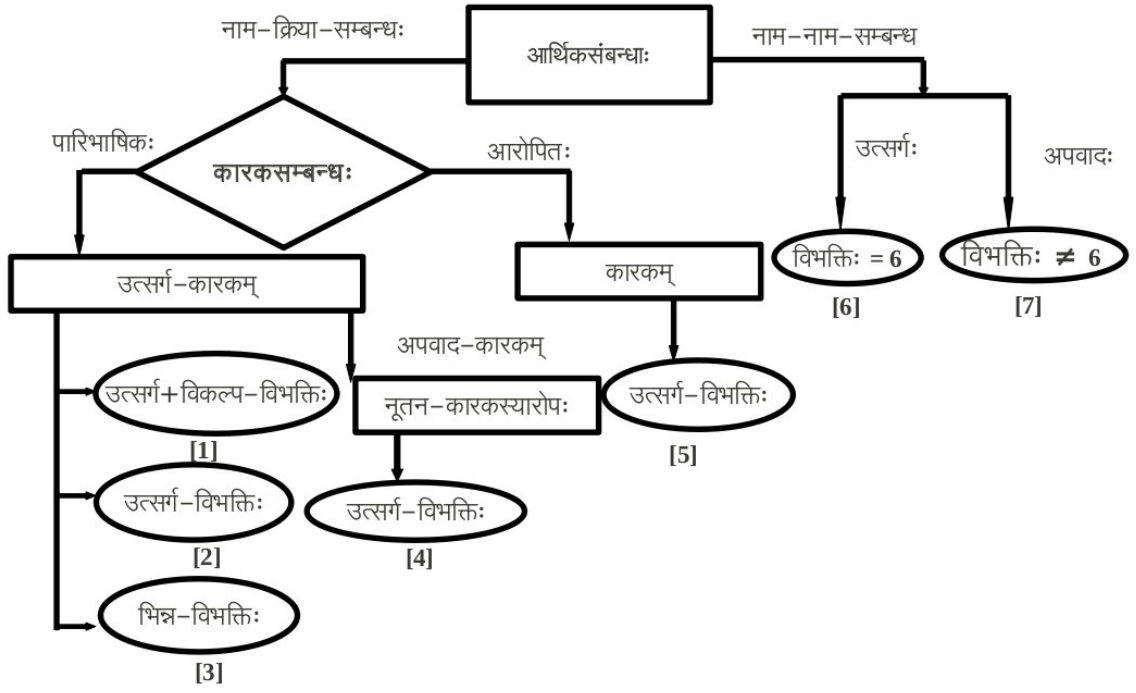 नाम-क्रिया-सम्बन्धः
आर्थिकसंबन्धाः
नाम-नाम-सम्बन्ध
पारिभाषिकः
कारकसम्बन्धः
आरोपितः
उत्सर्गः
अपवादः
विभक्तिः = 6
[6]
विभक्तिः ≠ 6
[7]
उत्सर्ग-कारकम्
कारकम्
अपवाद-कारकम्
उत्सर्ग+विकल्प-विभक्तिः
[1]
नूतन-कारकस्यारोपः
उत्सर्ग-विभक्तिः
[5]
उत्सर्ग-विभक्तिः
[2]
उत्सर्ग-विभक्तिः
[4]
भिन्न-विभक्तिः
[3]